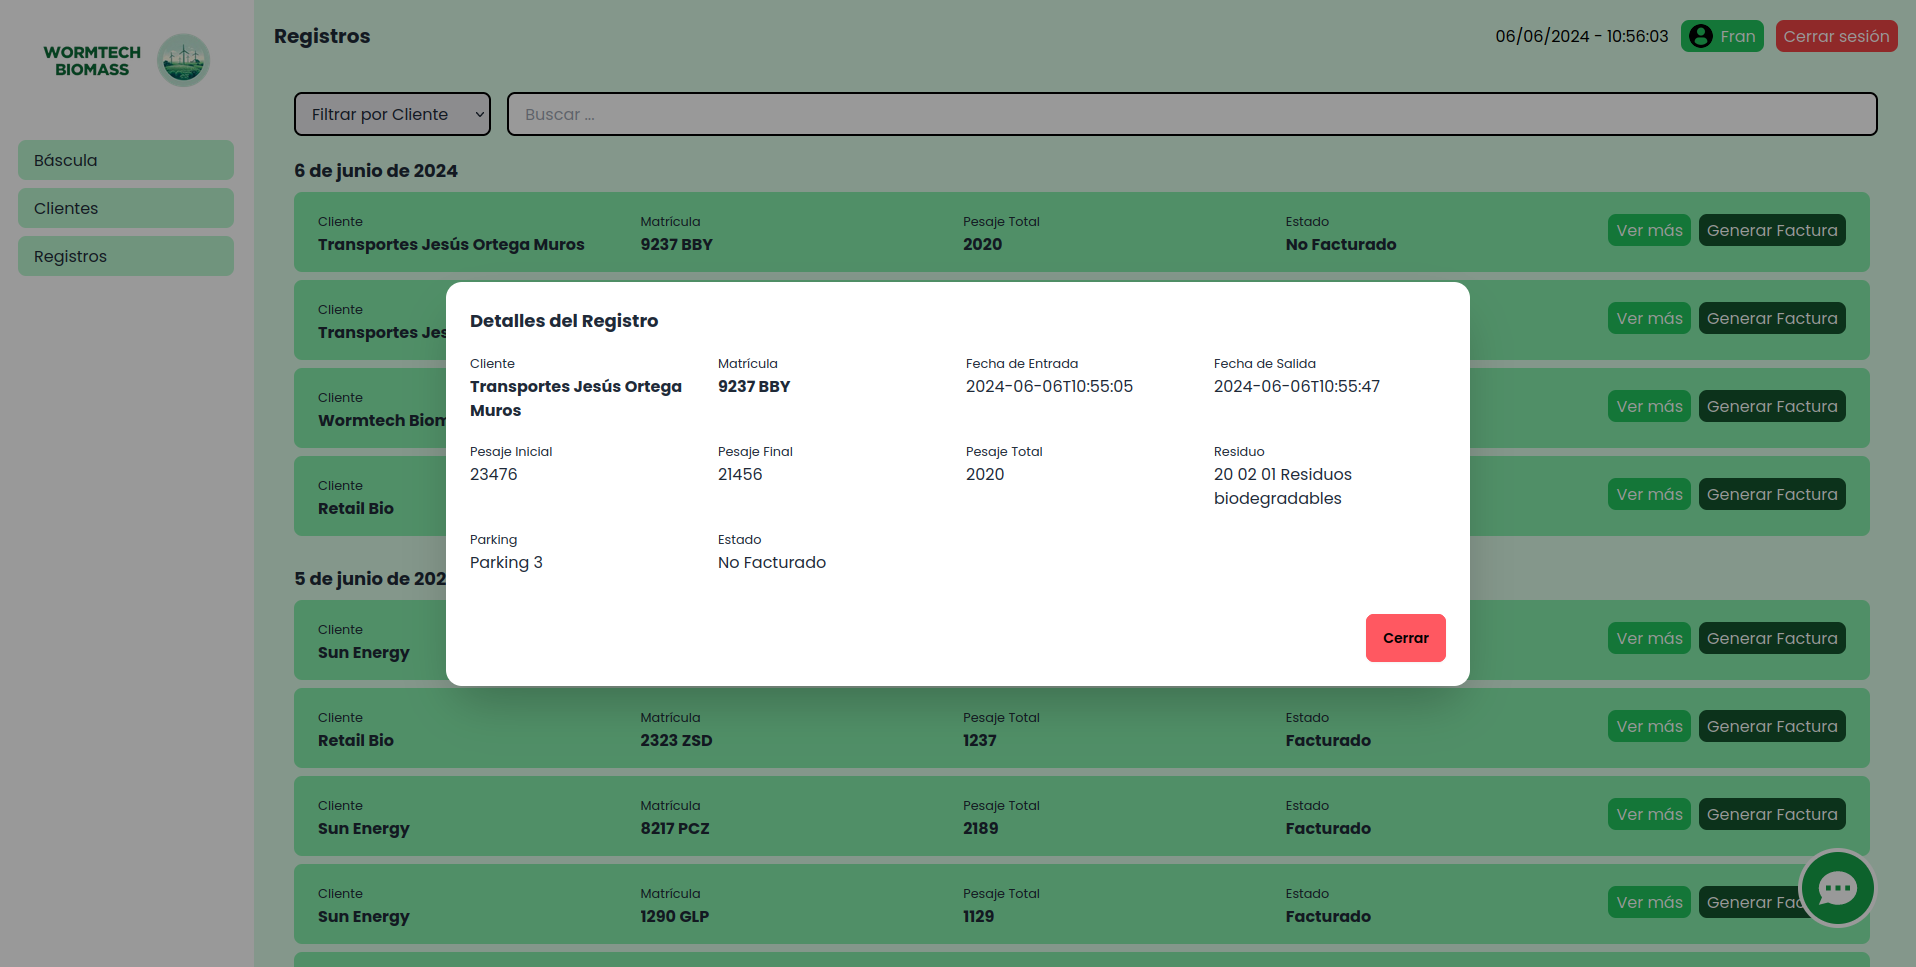 WORMTECH
BIOMASS
Báscula
Clientes
Registros
Registros
06/06/2024 - 10:56:03
Fran
Cerrar sesión
Filtrar por Cliente
Buscar ...
6 de junio de 2024
Cliente
Matrícula
Pesaje Total
Estado
Transportes Jesús Ortega Muros
9237 BBY
2020
No Facturado
Ver más
Generar Factura
Cliente
Transportes Jes
Ver más
Generar Factura
Cliente
Wormtech Biom
Ver más
Generar Factura
Cliente
Retail Bio
Ver más
Generar Factura
Detalles del Registro
Cliente
Matrícula
Fecha de Entrada
Fecha de Salida
Transportes Jesús Ortega
Muros
9237 BBY
2024-06-06T10:55:05
2024-06-06T10:55:47
Pesaje Inicial
Pesaje Final
Pesaje Total
Residuo
23476
21456
2020
20 02 01 Residuos
biodegradables
Parking
Estado
Parking 3
No Facturado
Cerrar
5 de junio de 202
Cliente
Sun Energy
Ver más
Generar Factura
Cliente
Matrícula
Pesaje Total
Estado
Retail Bio
2323 ZSD
1237
Facturado
Ver más
Generar Factura
Cliente
Matrícula
Pesaje Total
Estado
Sun Energy
8217 PCZ
2189
Facturado
Ver más
Generar Factura
Cliente
Matrícula
Pesaje Total
Estado
Sun Energy
1290 GLP
1129
Facturado
Ver más
Generar Fac